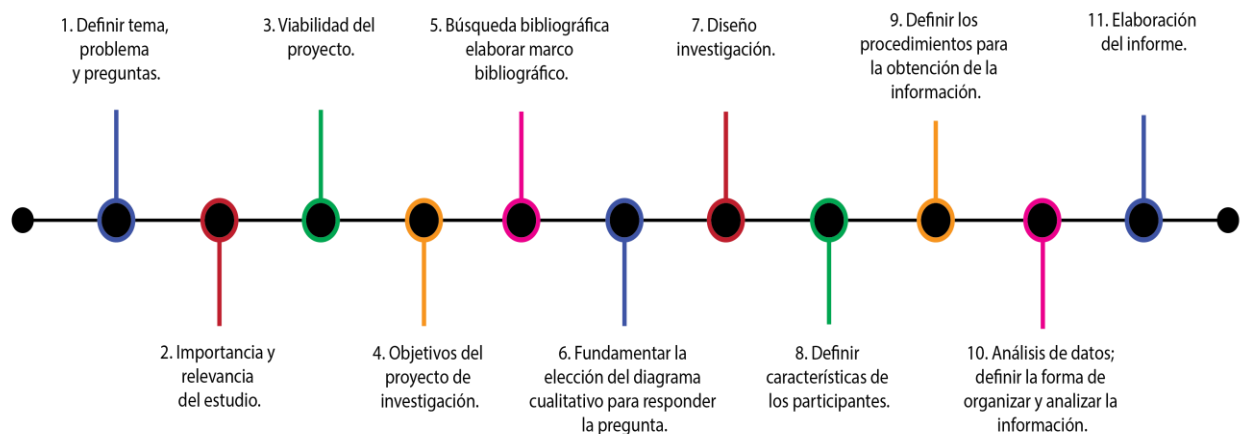 1. Definir tema,
problema
y preguntas.
2. Importancia y
relevancia
del estudio.
3. Viabilidad del
proyecto.
4. Objetivos del
proyecto de
investigación.
5. Búsqueda bibliográfica
elaborar marco
bibliográfico.
6. Fundamentar la
elección del diagrama
cualitativo para responder
la pregunta.
7. Diseño
investigación.
8. Definir
características de
los participantes.
9. Definir los
procedimientos para
la obtención de la
información.
10. Análisis de datos;
definir la forma de
organizar y analizar la
información.
11. Elaboración
del informe.